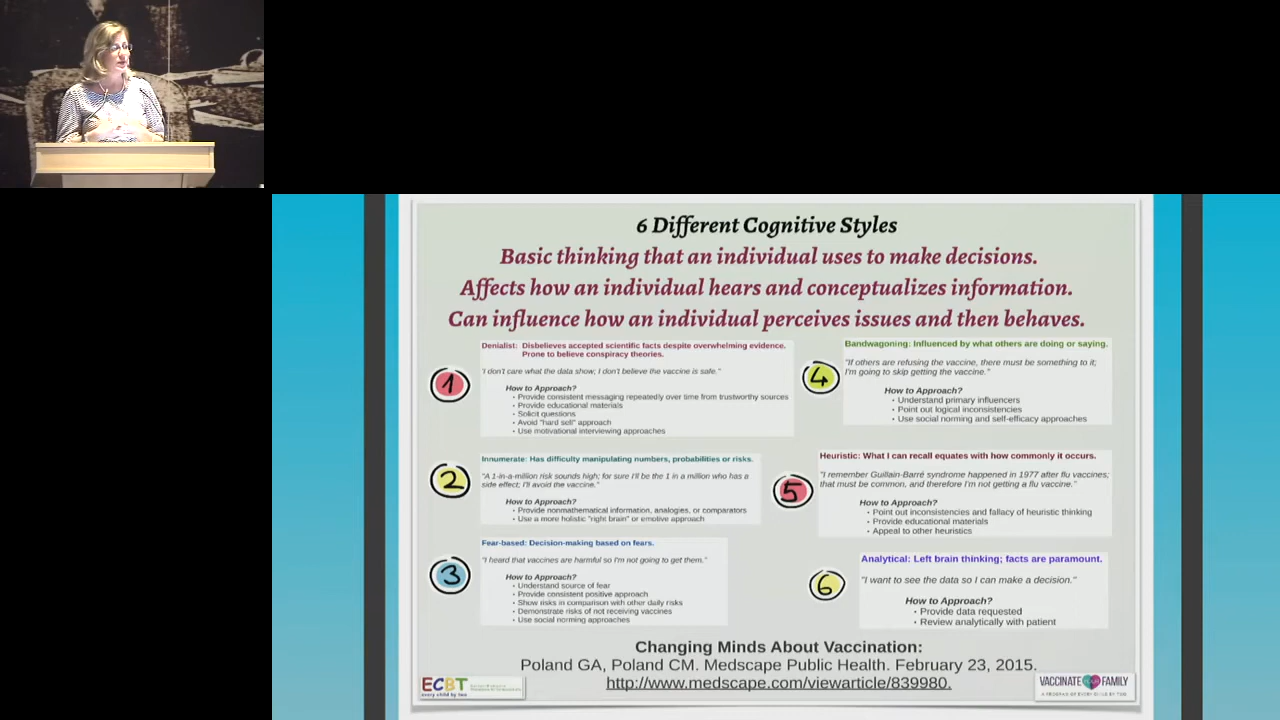 6 Different Cognitive Styles
Basic thinking that an individual uses to make decisions.
Affects how an individual hears and conceptualizes information.
Can influence how an individual perceives issues and then behaves.
1
Denialist: Disbelieves accepted scientific facts despite overwhelming evidence.
Prone to believe conspiracy theories.
"I don't care what the data show; I don't believe the vaccine is safe."
How to Approach?
• Provide consistent messaging repeatedly over time from trustworthy sources
• Provide educational materials
• Solicit questions
• Avoid "hard sell" approach
• Use motivational interviewing approaches
2
Innumerate: Has difficulty manipulating numbers, probabilities or risks.
"A 1-in-a-million risk sounds high; for sure I'll be the 1 in a million who has a
side effect; I'll avoid the vaccine."
How to Approach?
• Provide nonmathematical information, analogies, or comparators
• Use a more holistic "right brain" or emotive approach
3
Fear-based: Decision-making based on fears.
"I heard that vaccines are harmful so I'm not going to get them."
How to Approach?
• Understand source of fear
• Provide consistent positive approach
• Show risks in comparison with other daily risks
• Demonstrate risks of not receiving vaccines
• Use social norming approaches
4
Bandwagoning: Influenced by what others are doing or saying.
"If others are refusing the vaccine, there must be something to it;
I'm going to skip getting the vaccine."
How to Approach?
• Understand primary influencers
• Point out logical inconsistencies
• Use social norming and self-efficacy approaches
5
Heuristic: What I can recall equates with how commonly it occurs.
"I remember Guillain-Barré syndrome happened in 1977 after flu vaccines;
that must be common, and therefore I'm not getting a flu vaccine."
How to Approach?
• Point out inconsistencies and fallacy of heuristic thinking
• Provide educational materials
• Appeal to other heuristics
6
Analytical: Left brain thinking; facts are paramount.
"I want to see the data so I can make a decision."
How to Approach?
• Provide data requested
• Review analytically with patient
Changing Minds About Vaccination:
Poland GA, Poland CM. Medscape Public Health. February 23, 2015.
http://www.medscape.com/viewarticle/839980.
ECBT
every child by two
VACCINATE YOUR FAMILY
A PROGRAM OF EVERY CHILD BY TWO